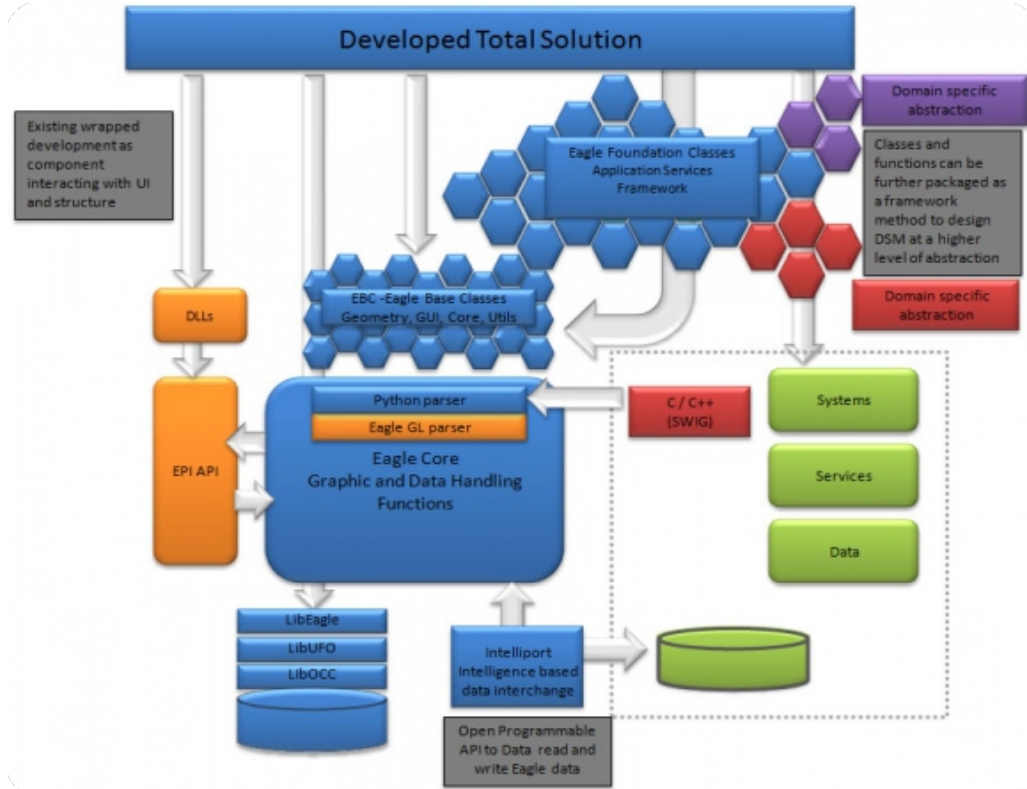 Developed Total Solution
Existing wrapped
development as
component
interacting with UI
and structure
Eagle Foundation Classes
Application Services
Framework
Domain specific
abstraction
Classes and
functions can be
further packaged as
a framework
method to design
DSM at a higher
level of abstraction
Domain specific
abstraction
EBC -Eagle Base Classes
Geometry, GUI, Core, Utils
DLLs
EPI API
Python parser
Eagle GL parser
Eagle Core
Graphic and Data Handling
Functions
C / C++
(SWIG)
Systems
Services
Data
LibEagle
LibUFO
LibOCC
Intelliport
Intelligence based
data interchange
Open Programmable
API to Data read and
write Eagle data